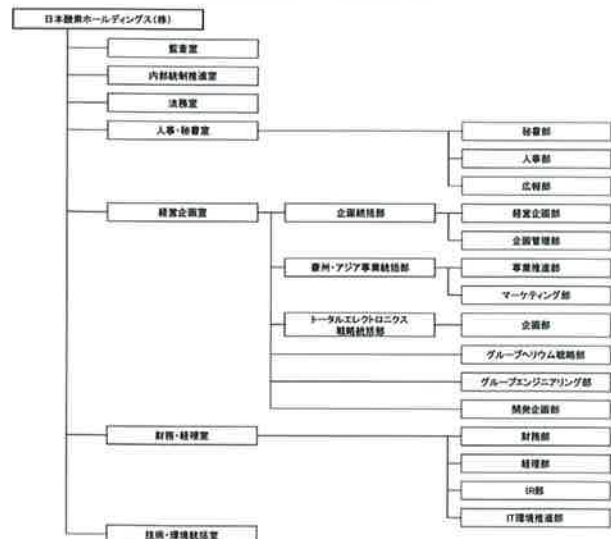 日本酸素ホールディングス(株)
監査室
内部統制推進室
法務室
人事・秘書室
秘書部
人事部
広報部
経営企画室
企画統括部
経営企画部
企画管理部
豪州・アジア事業統括部
事業推進部
マーケティング部
トータルエレクトロニクス
戦略統括部
企画部
グループヘリウム戦略部
グループエンジニアリング部
開発企画部
財務・経理室
財務部
経理部
IR部
IT環境推進部
技術・環境統括室